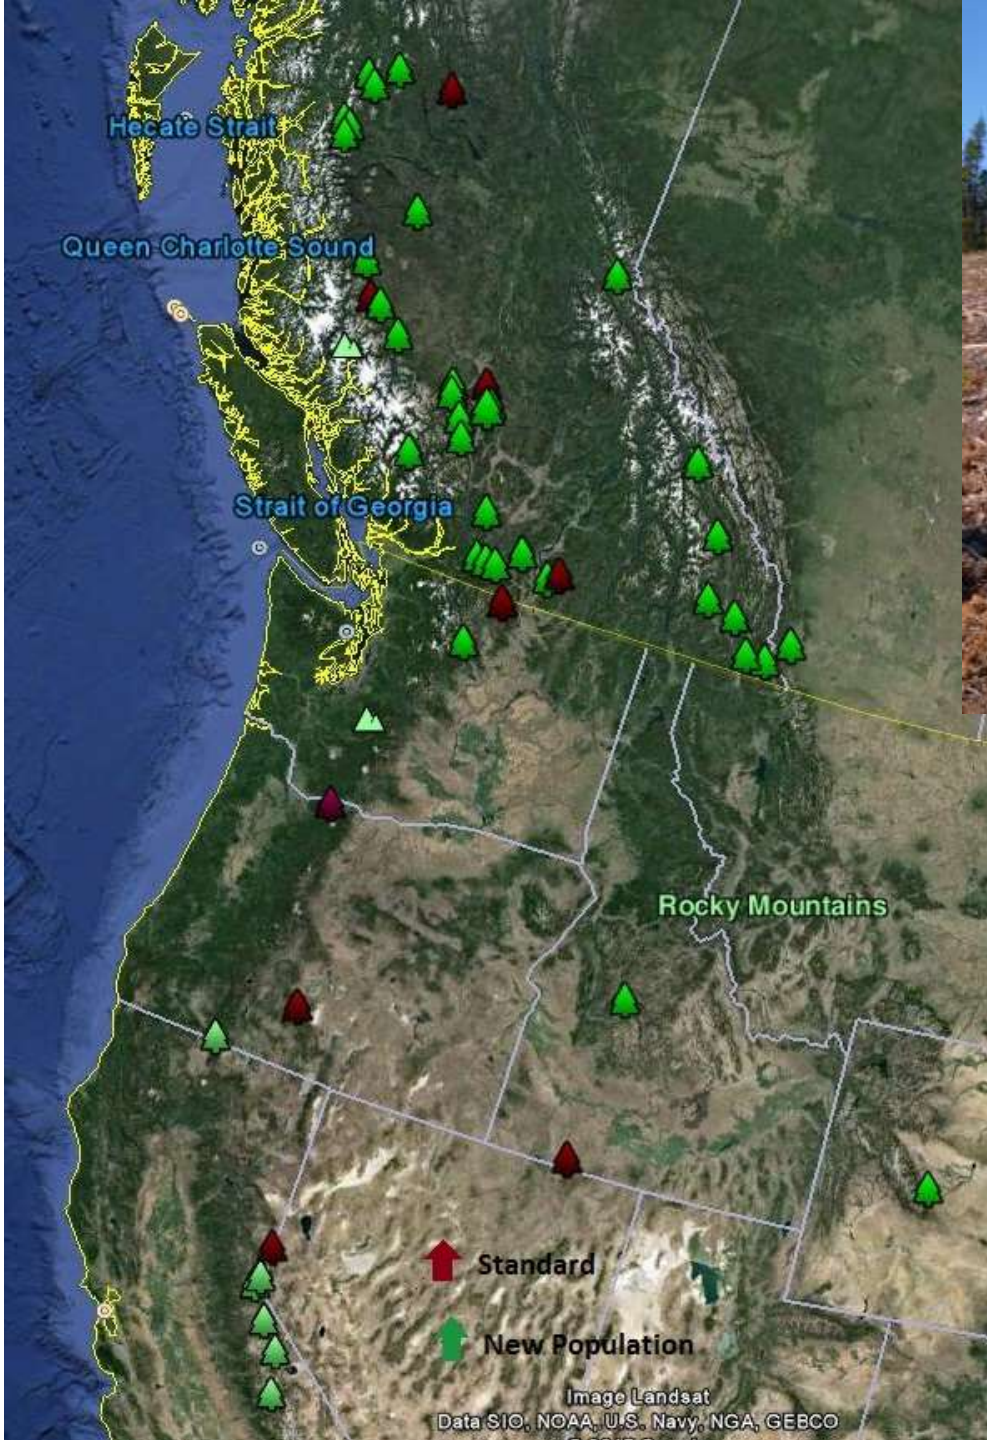 Hecate Strait
Queen Charlotte Sound
Strait of Georgia
Rocky Mountains
Standard
New Population
Image Landsat
Data SIO, NOAA, U.S. Navy, NGA, GEBCO